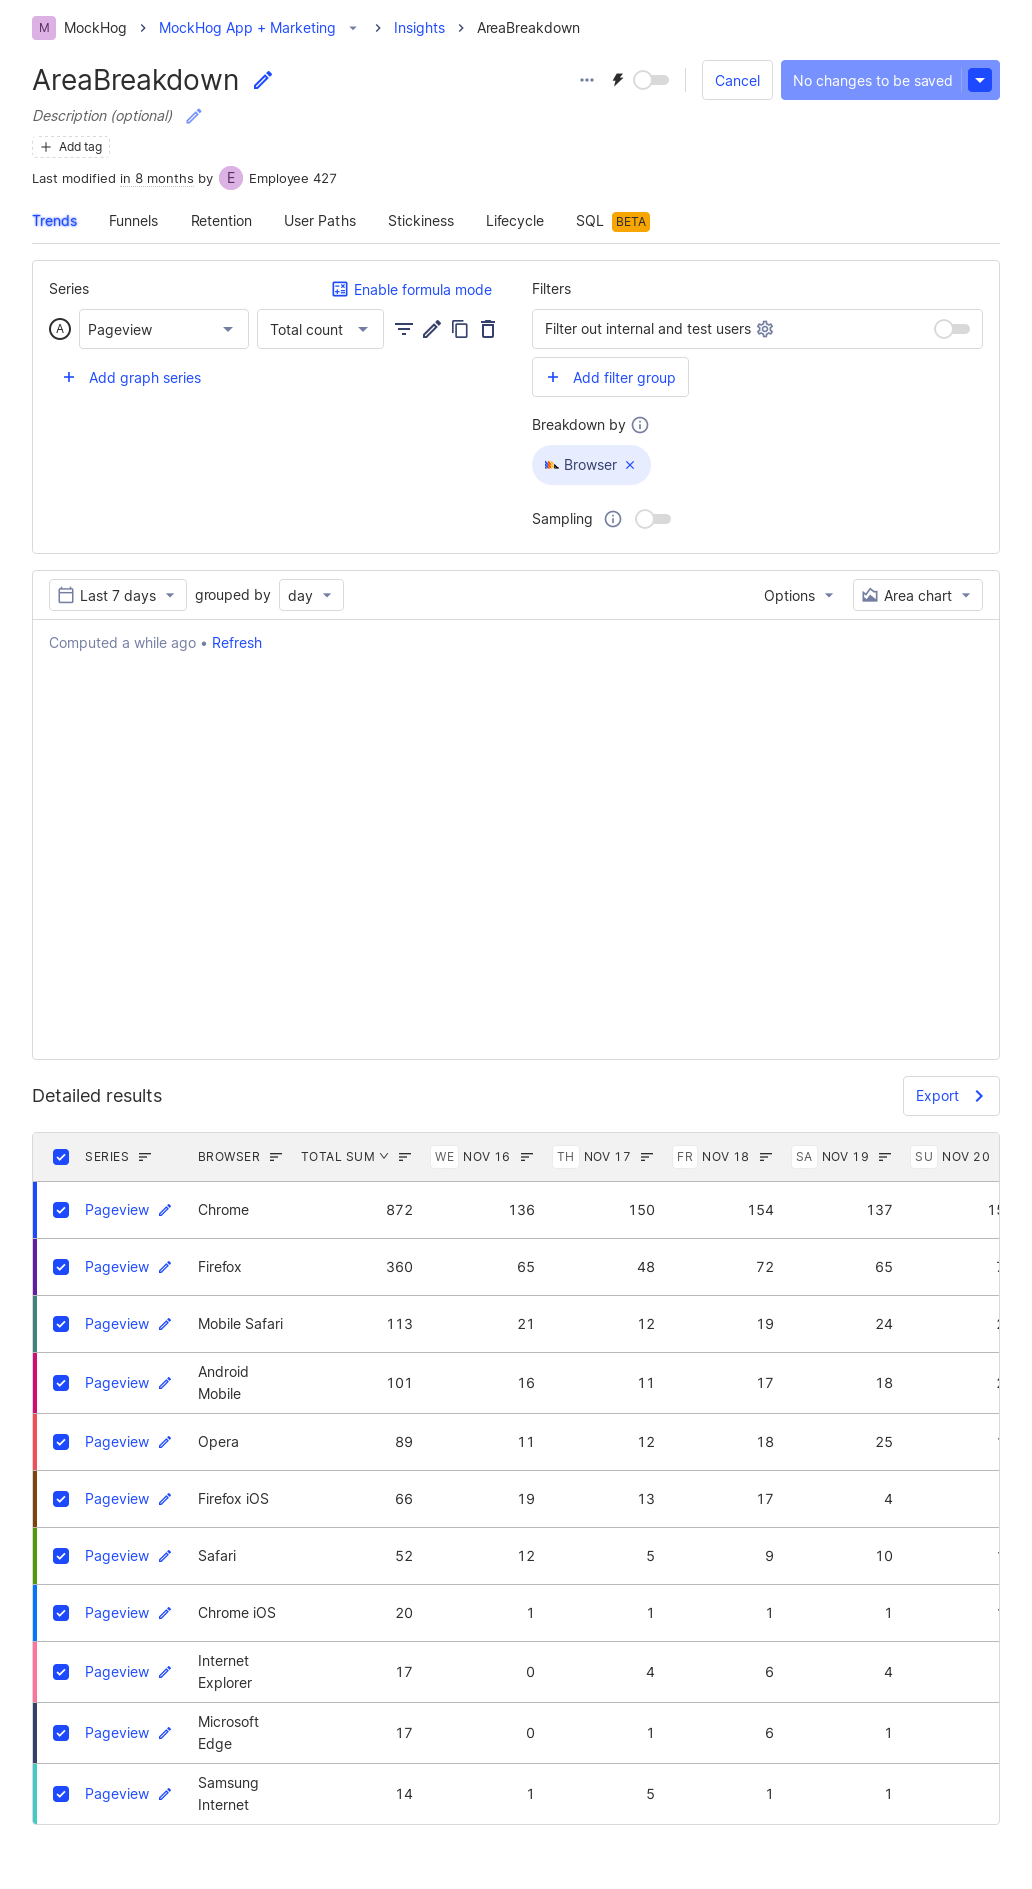 M MockHog MockHog App + Marketing Insights AreaBreakdown
AreaBreakdown
Cancel No changes to be saved
Description (optional)
Add tag
Last modified in 8 months by E Employee 427
Trends Funnels Retention User Paths Stickiness Lifecycle SQL BETA
Series Enable formula mode
A Pageview Total count
Add graph series
Filters
Filter out internal and test users
Add filter group
Breakdown by
Browser
Sampling
Last 7 days grouped by day Options Area chart
Computed a while ago • Refresh
Detailed results Export
SERIES BROWSER TOTAL SUM WE NOV 16 TH NOV 17 FR NOV 18 SA NOV 19 SU NOV 20
Pageview Chrome 872 136 150 154 137
Pageview Firefox 360 65 48 72 65
Pageview Mobile Safari 113 21 12 19 24
Pageview Android Mobile 101 16 11 17 18
Pageview Opera 89 11 12 18 25
Pageview Firefox iOS 66 19 13 17 4
Pageview Safari 52 12 5 9 10
Pageview Chrome iOS 20 1 1 1 1
Pageview Internet Explorer 17 0 4 6 4
Pageview Microsoft Edge 17 0 1 6 1
Pageview Samsung Internet 14 1 5 1 1